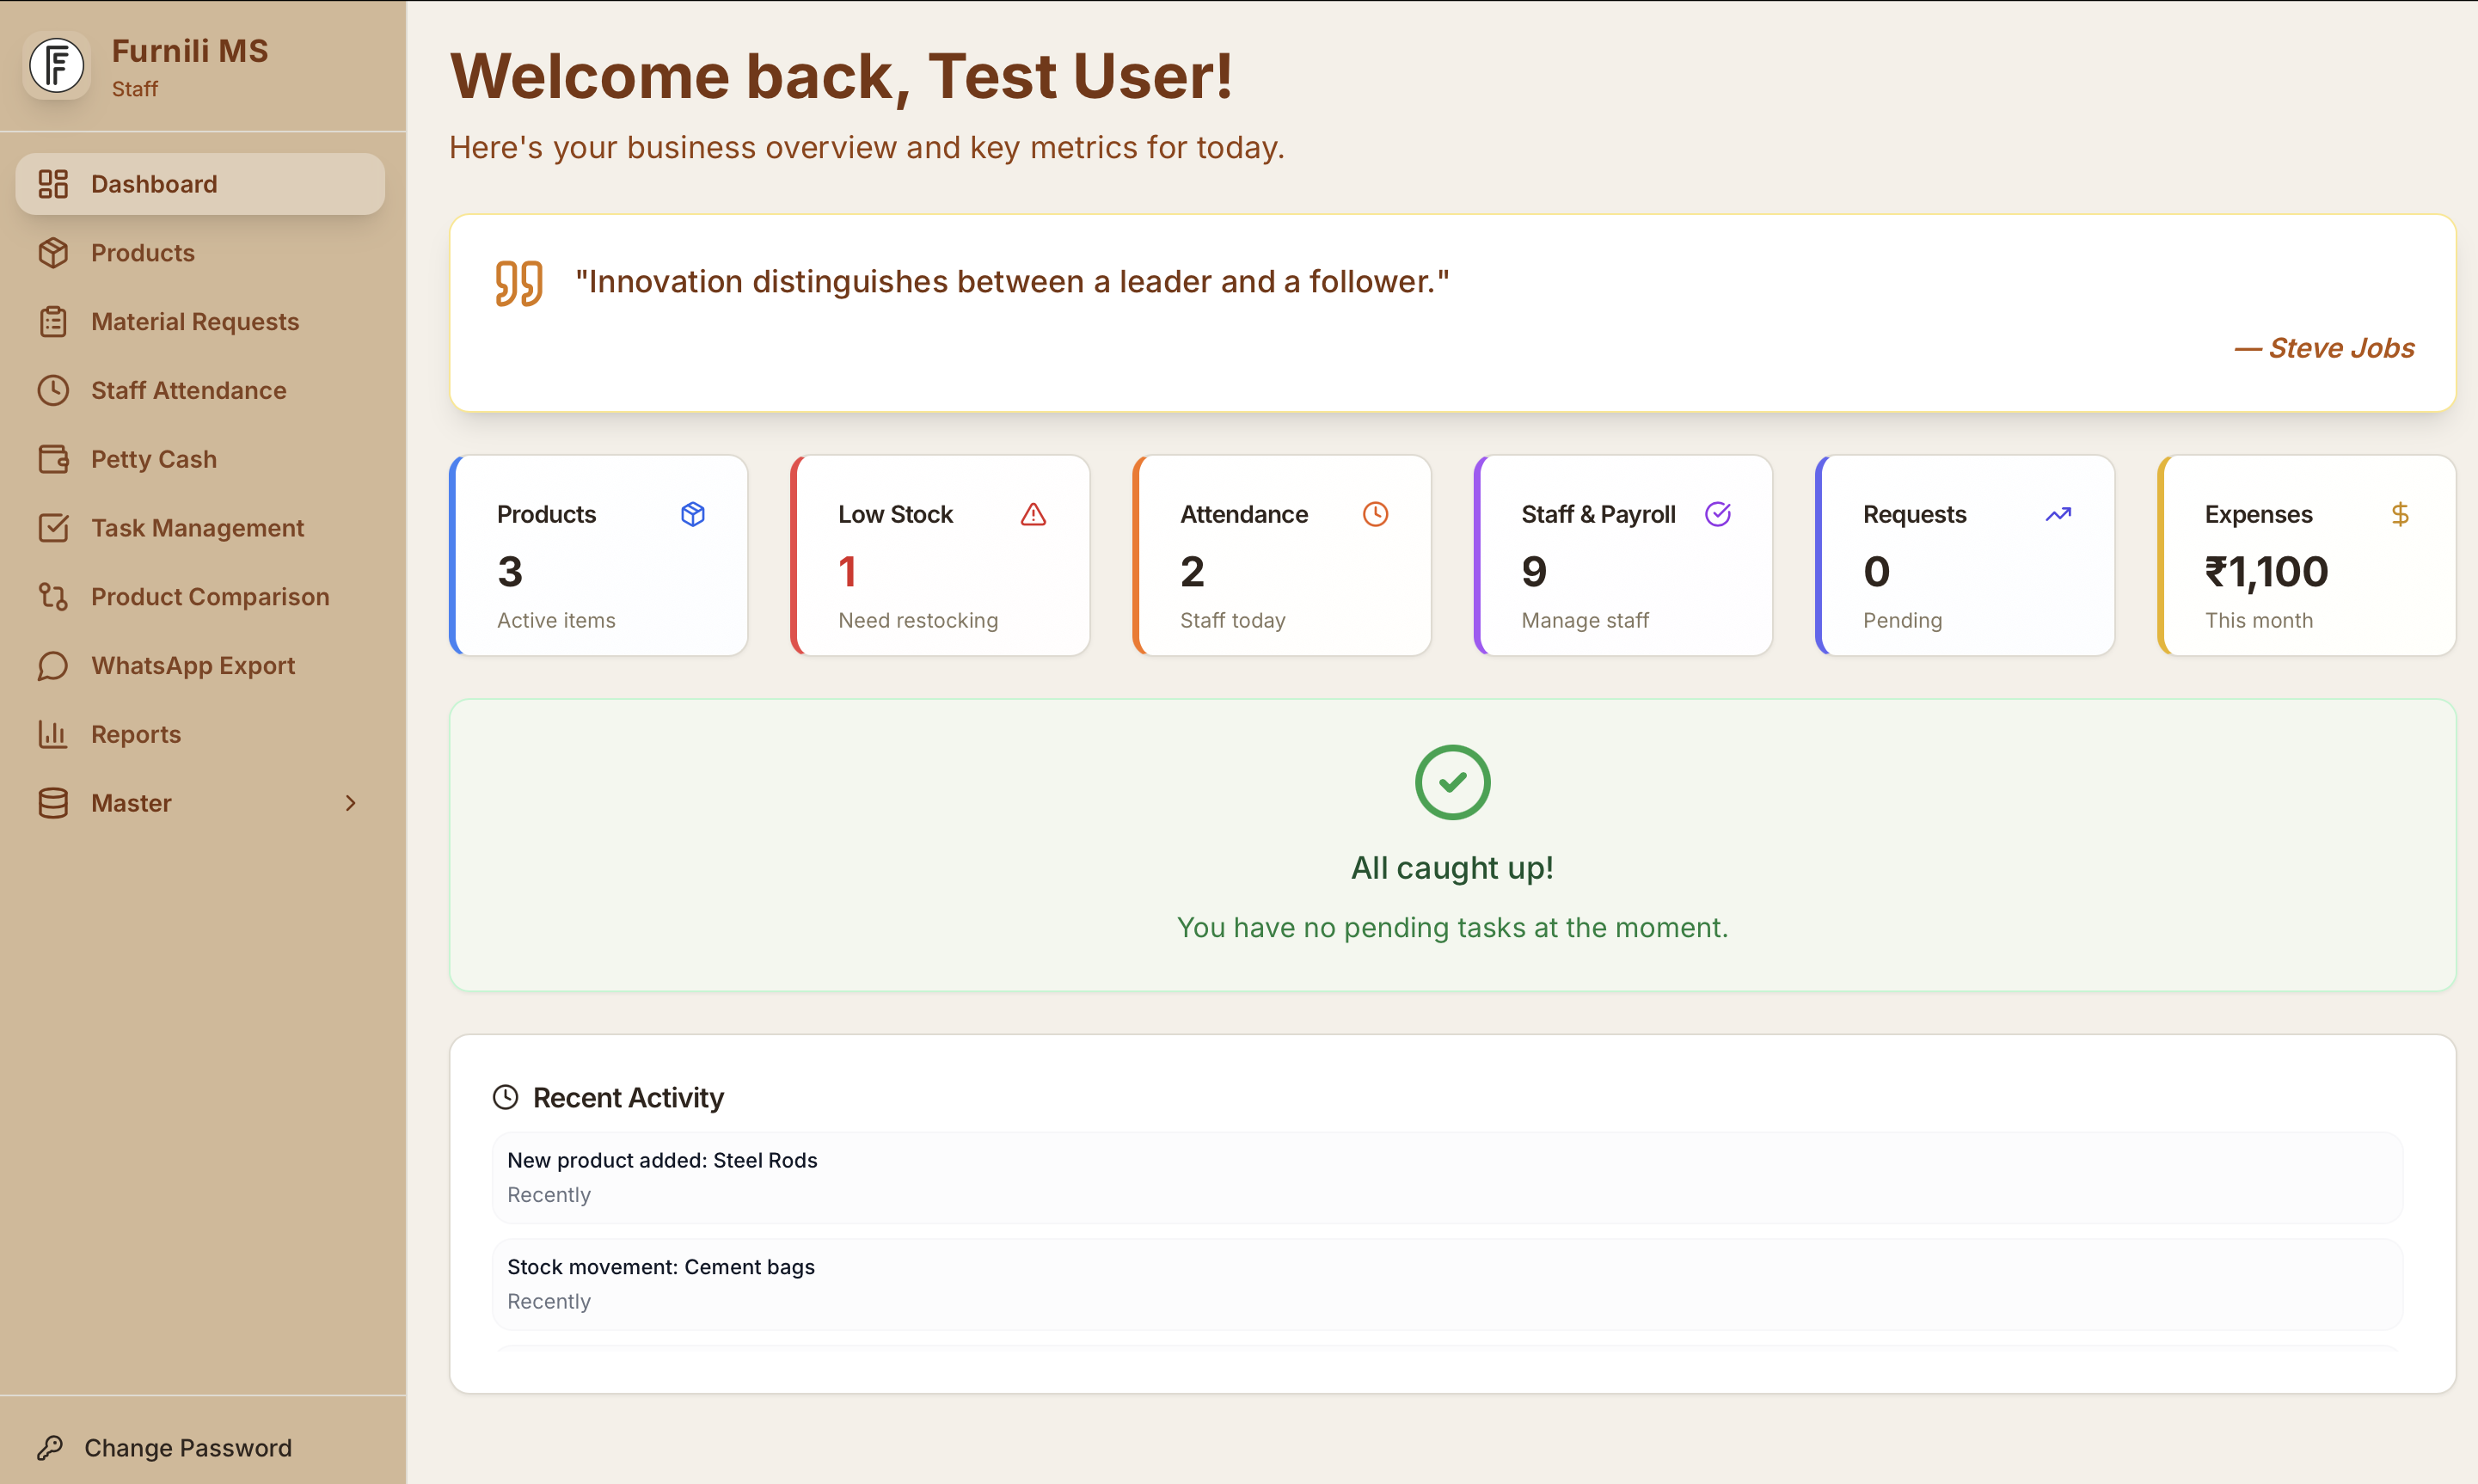 Furnili MS
Staff
Dashboard
Products
Material Requests
Staff Attendance
Petty Cash
Task Management
Product Comparison
WhatsApp Export
Reports
Master
Change Password
Welcome back, Test User!
Here's your business overview and key metrics for today.
"Innovation distinguishes between a leader and a follower."
— Steve Jobs
Products
3
Active items
Low Stock
1
Need restocking
Attendance
2
Staff today
Staff & Payroll
9
Manage staff
Requests
0
Pending
Expenses
₹1,100
This month
All caught up!
You have no pending tasks at the moment.
Recent Activity
New product added: Steel Rods
Recently
Stock movement: Cement bags
Recently